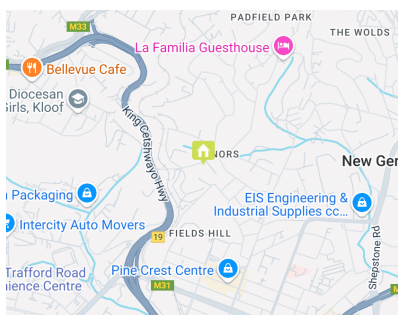 PADFIELD PARK
M33
La Familia Guesthouse
THE WOLDS
Bellevue Cafe
Diocesan
Girls, Kloof
King Cetshwayo Hwy
NORS
New Ger
Packaging
EIS Engineering &
Industrial Supplies cc...
Intercity Auto Movers
19
FIELDS HILL
Shepstone Rd
Trafford Road
nience Centre
Pine Crest Centre
M31
M